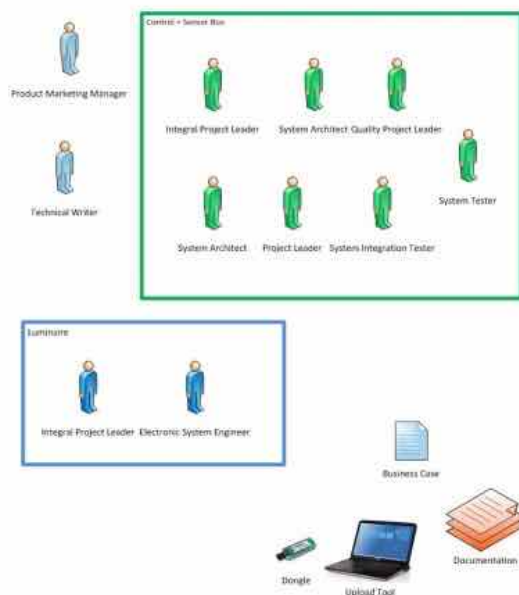 Control + Sensor Box
Product Marketing Manager
Integral Project Leader
System Architect
Quality Project Leader
Technical Writer
System Tester
System Architect
Project Leader
System Integration Tester
Luminaire
Integral Project Leader
Electronic System Engineer
Business Case
Documentation
Dongle
Upload Tool